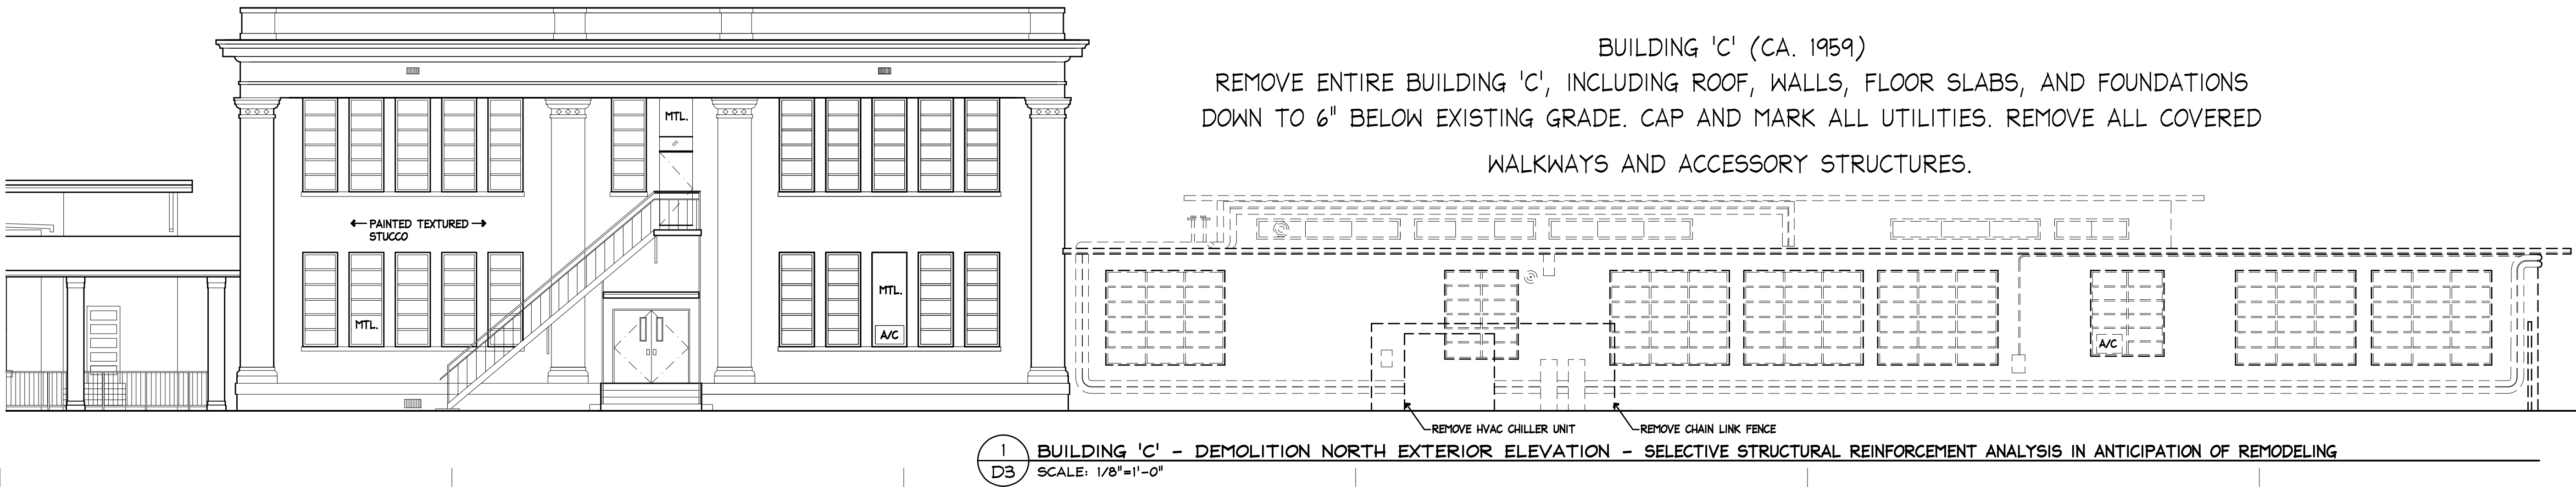 BUILDING 'C' (CA. 1959)
REMOVE ENTIRE BUILDING 'C', INCLUDING ROOF, WALLS, FLOOR SLABS, AND FOUNDATIONS
DOWN TO 6" BELOW EXISTING GRADE. CAP AND MARK ALL UTILITIES. REMOVE ALL COVERED
WALKWAYS AND ACCESSORY STRUCTURES.
MTL.
PAINTED TEXTURED
STUCCO
MTL.
MTL.
A/C
A/C
REMOVE HVAC CHILLER UNIT
REMOVE CHAIN LINK FENCE
1
D3
BUILDING 'C' - DEMOLITION NORTH EXTERIOR ELEVATION - SELECTIVE STRUCTURAL REINFORCEMENT ANALYSIS IN ANTICIPATION OF REMODELING
SCALE: 1/8"=1'-0"